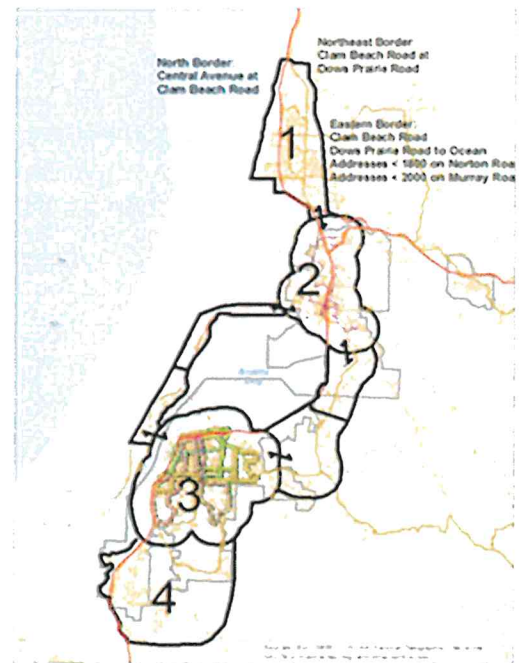 North Border:
Central Avenue at
Clam Beach Road
Northeast Border
Clam Beach Road at
Dows Prairie Road
Eastern Border:
Clam Beach Road
Dows Prairie Road to Ocean
Addresses < 1800 on Norton Roa
Addresses < 2000 on Murray Roa
1
2
3
4